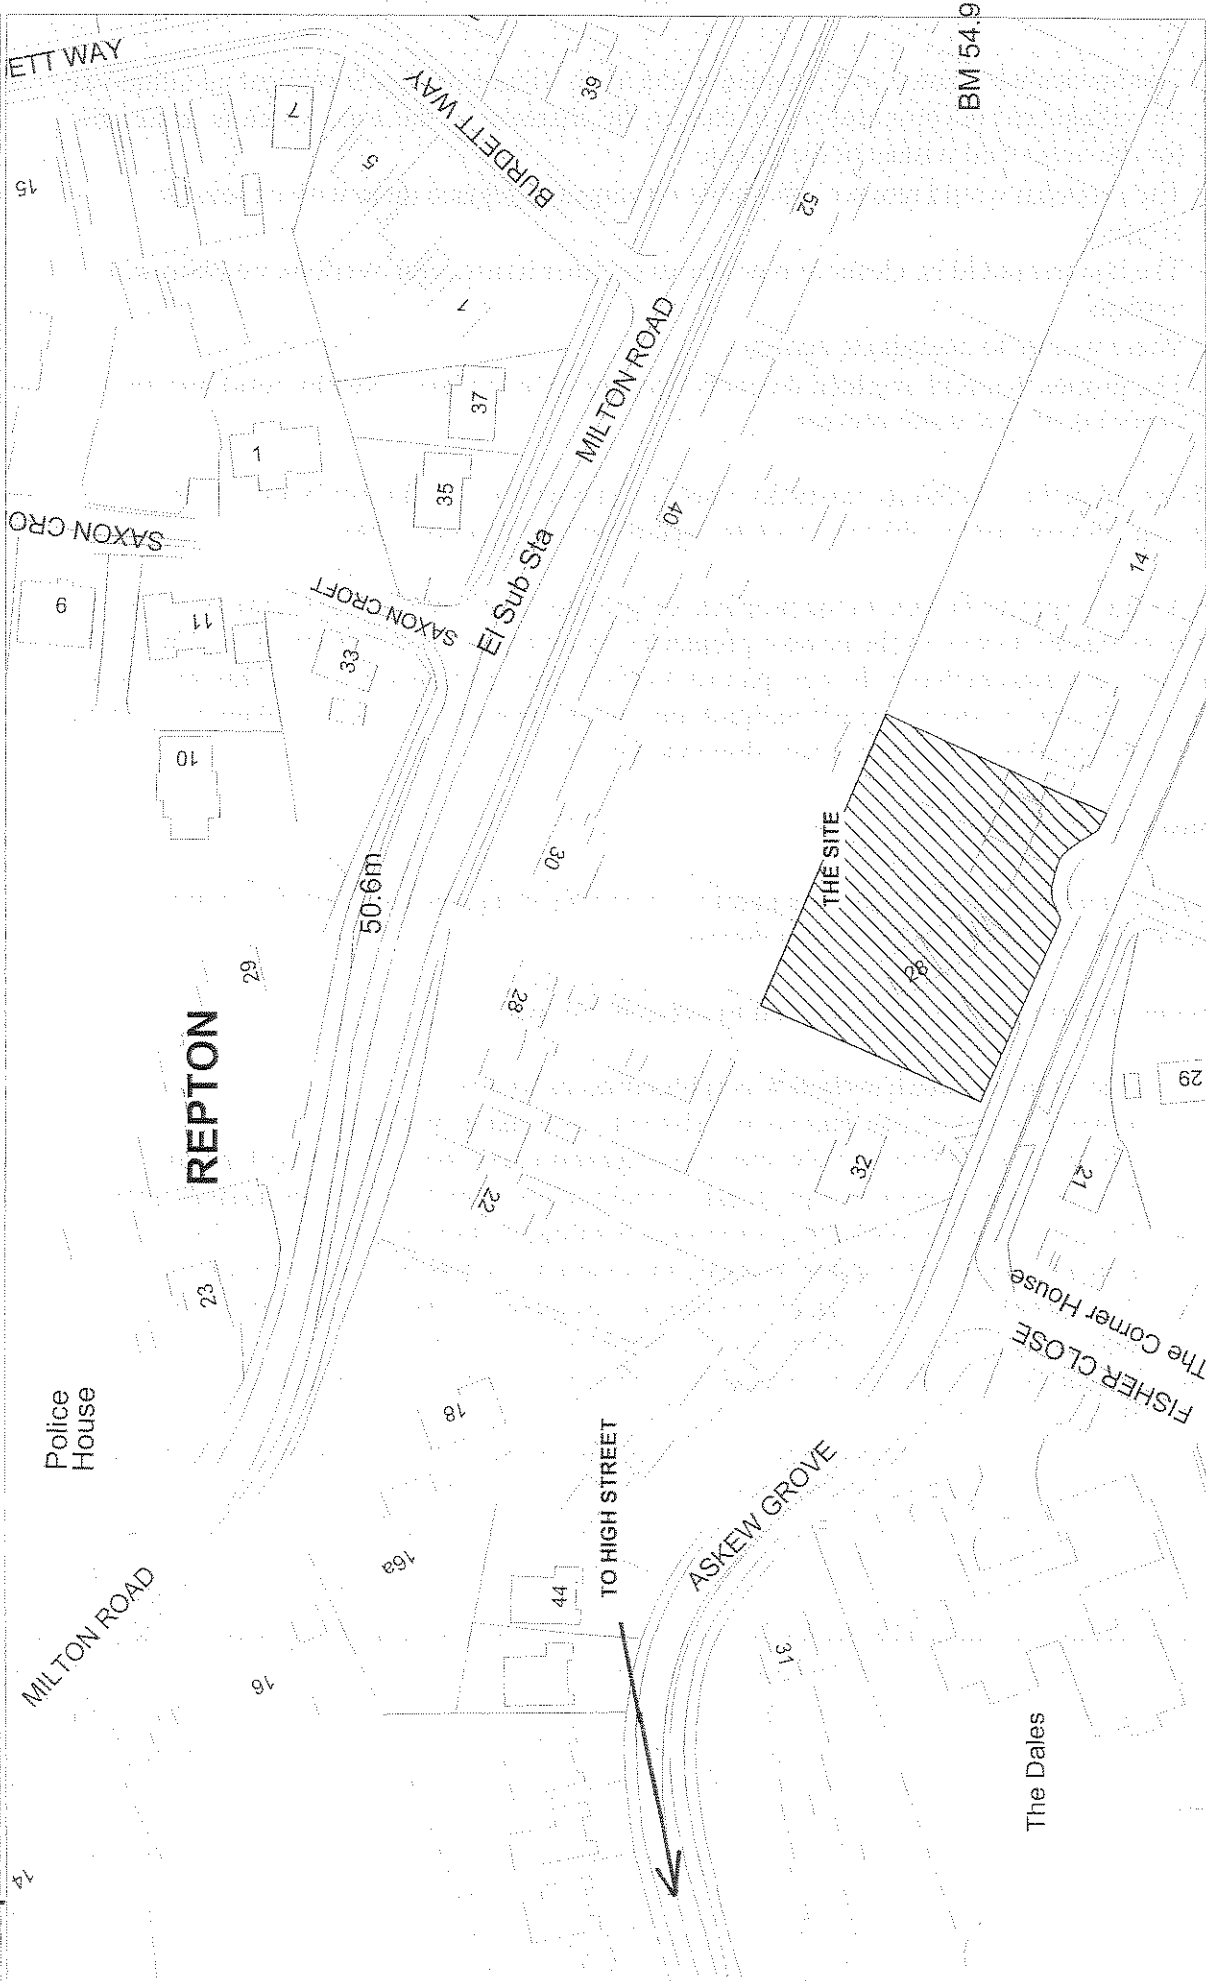 ETT WAY
BURDETT WAY
39
BM 54.9
15
7
5
1
52
MILTON ROAD
37
35
1
40
SAXON CRO
SAXON CROFT
El Sub Sta
9
11
33
10
14
30
50.6m
THE SITE
28
29
28
REPTON
22
32
29
21
23
The Corner House
FISHER CLOSE
Police
House
18
TO HIGH STREET
ASKEW GROVE
16a
44
MILTON ROAD
16
31
The Dales
14